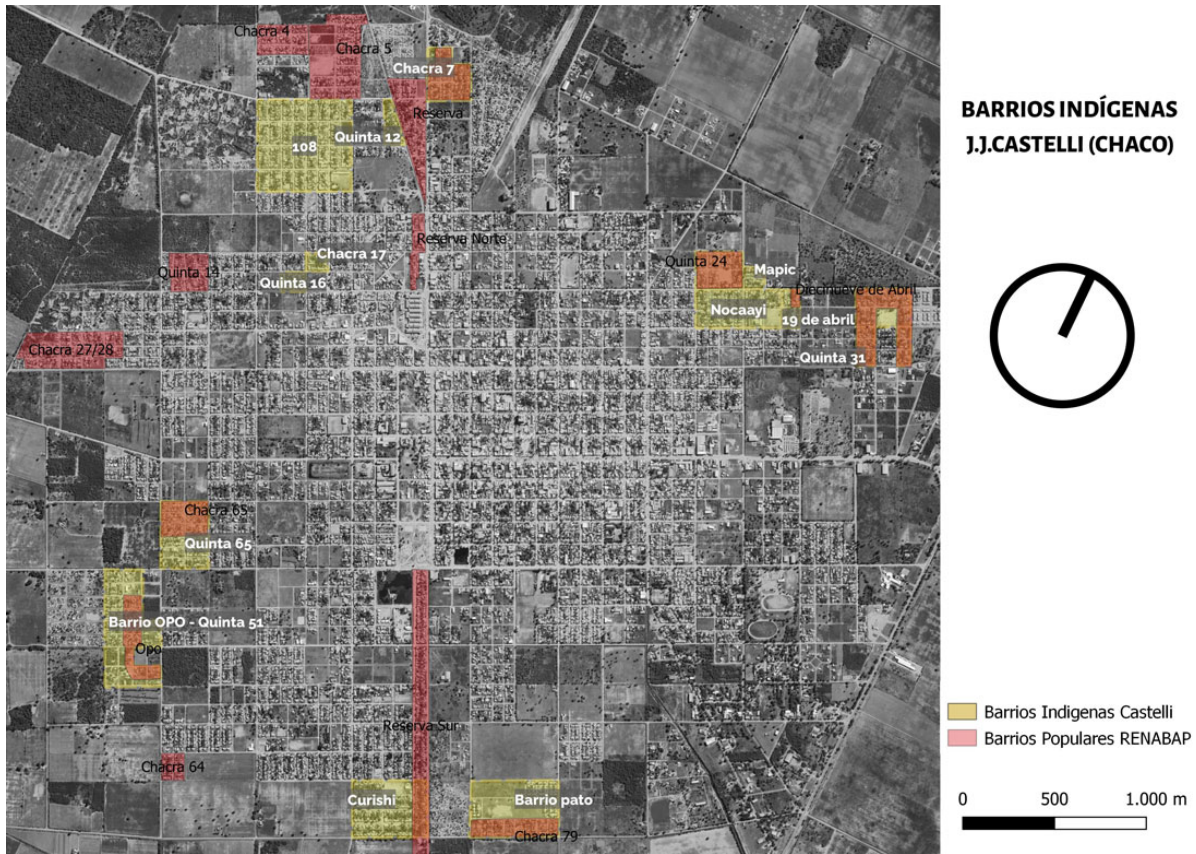 Chacra 4
Chacra 5
Chacra 7
Reserva
Quinta 12
108
Chacra 17
Reserva Norte
Quinta 14
Quinta 16
Quinta 24
Mapic
Diecinueve de Abril
Nocaayi
19 de abril
Chacra 27/28
Quinta 31
Chacra 65
Quinta 65
Barrio OPO - Quinta 51
Opo
Reserva Sur
Chacra 64
Curishi
Barrio pato
Chacra 79
BARRIOS INDÍGENAS
J.J.CASTELLI (CHACO)
Barrios Indigenas Castelli
Barrios Populares RENABAP
0 500 1.000 m